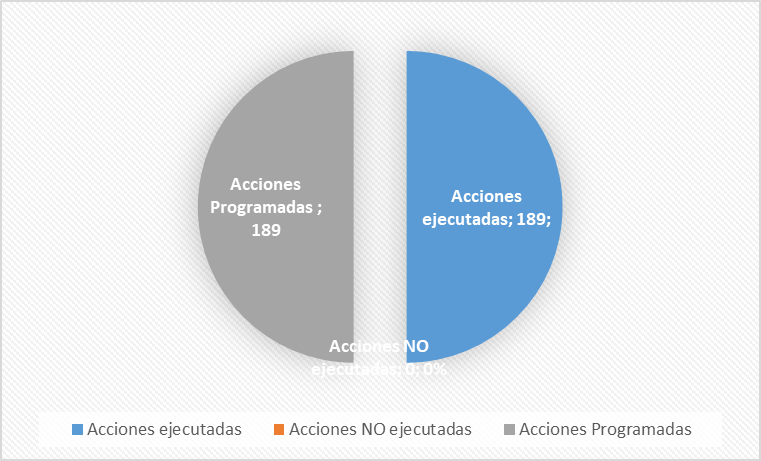 Acciones
Programadas ;
189
Acciones
ejecutadas; 189;
Acciones NO
ejecutadas; 0; 0%
Acciones ejecutadas
Acciones NO ejecutadas
Acciones Programadas